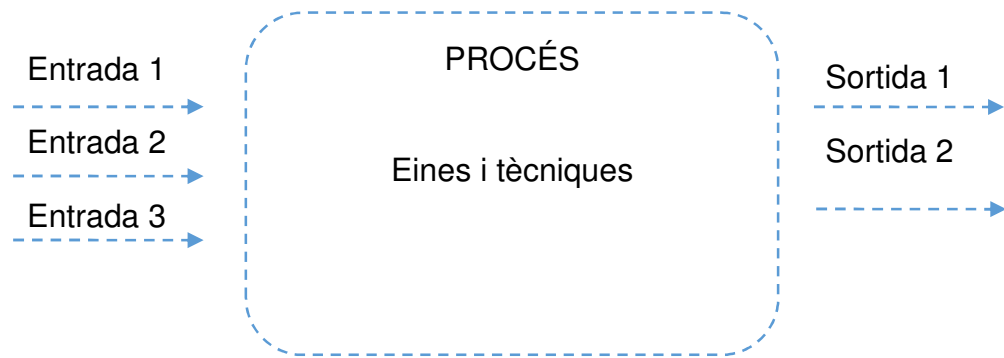 Entrada 1
Entrada 2
Entrada 3
PROCÉS
Eines i tècniques
Sortida 1
Sortida 2